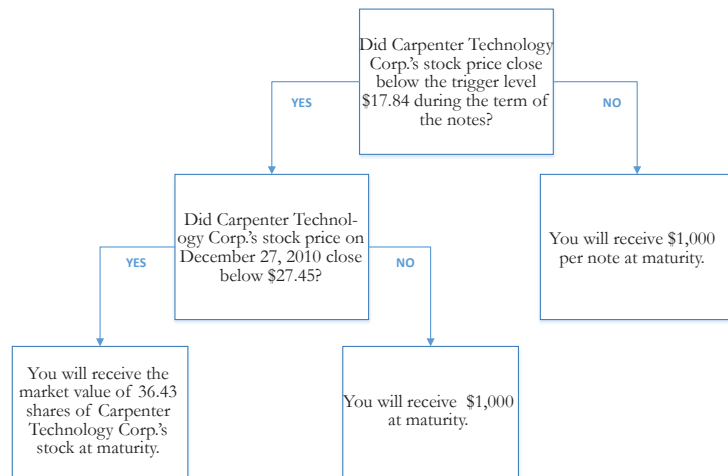 Did Carpenter Technology
Corp.'s stock price close
below the trigger level
$17.84 during the term of
the notes?
YES
NO
Did Carpenter Technol-
ogy Corp.'s stock price on
December 27, 2010 close
below $27.45?
You will receive $1,000
per note at maturity.
YES
NO
You will receive the
market value of 36.43
shares of Carpenter
Technology Corp.'s
stock at maturity.
You will receive $1,000
at maturity.